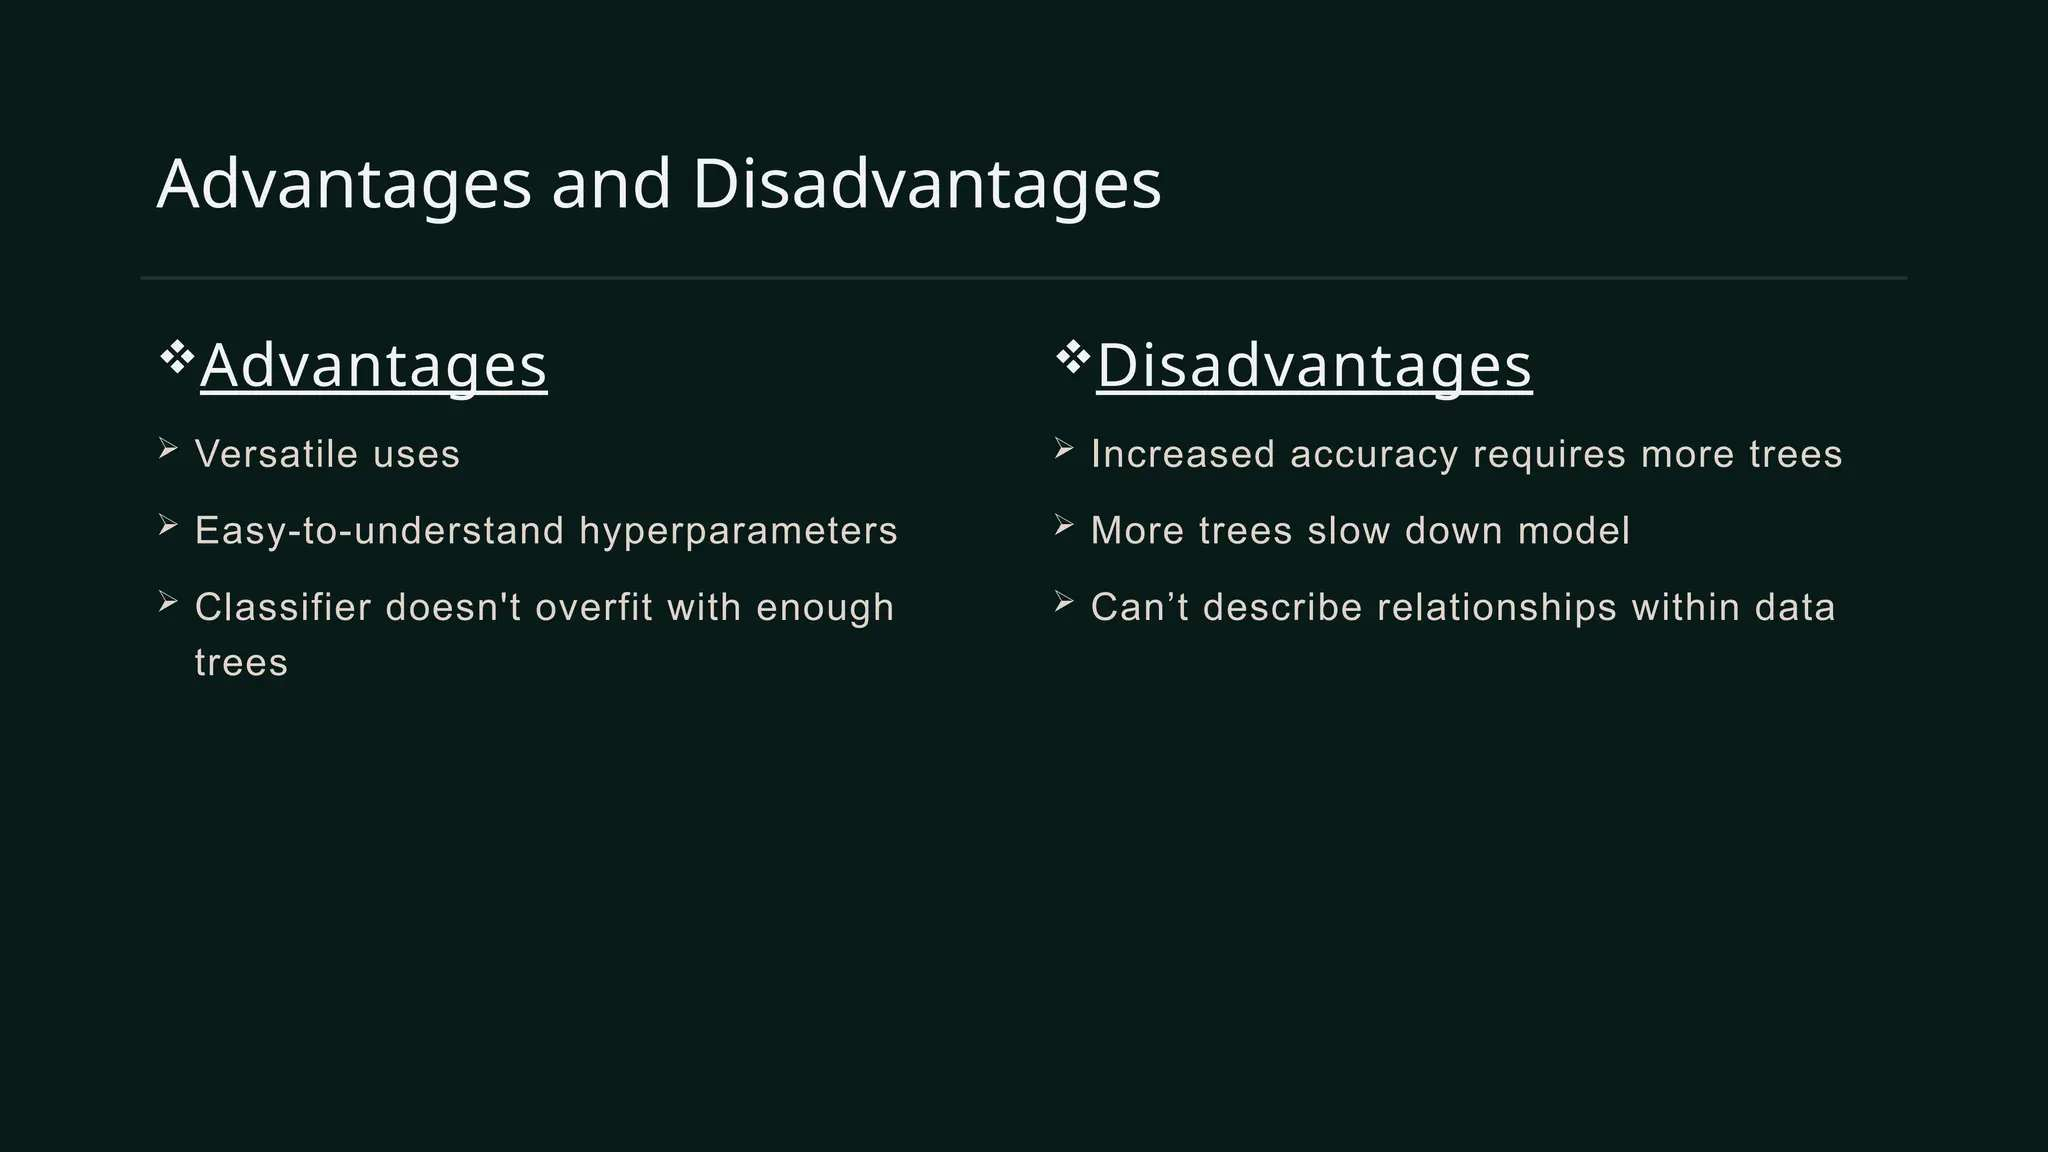 Advantages and Disadvantages
❖Advantages
➢ Versatile uses
➢ Easy-to-understand hyperparameters
➢ Classifier doesn't overfit with enough
trees
❖Disadvantages
➢ Increased accuracy requires more trees
➢ More trees slow down model
➢ Can’t describe relationships within data